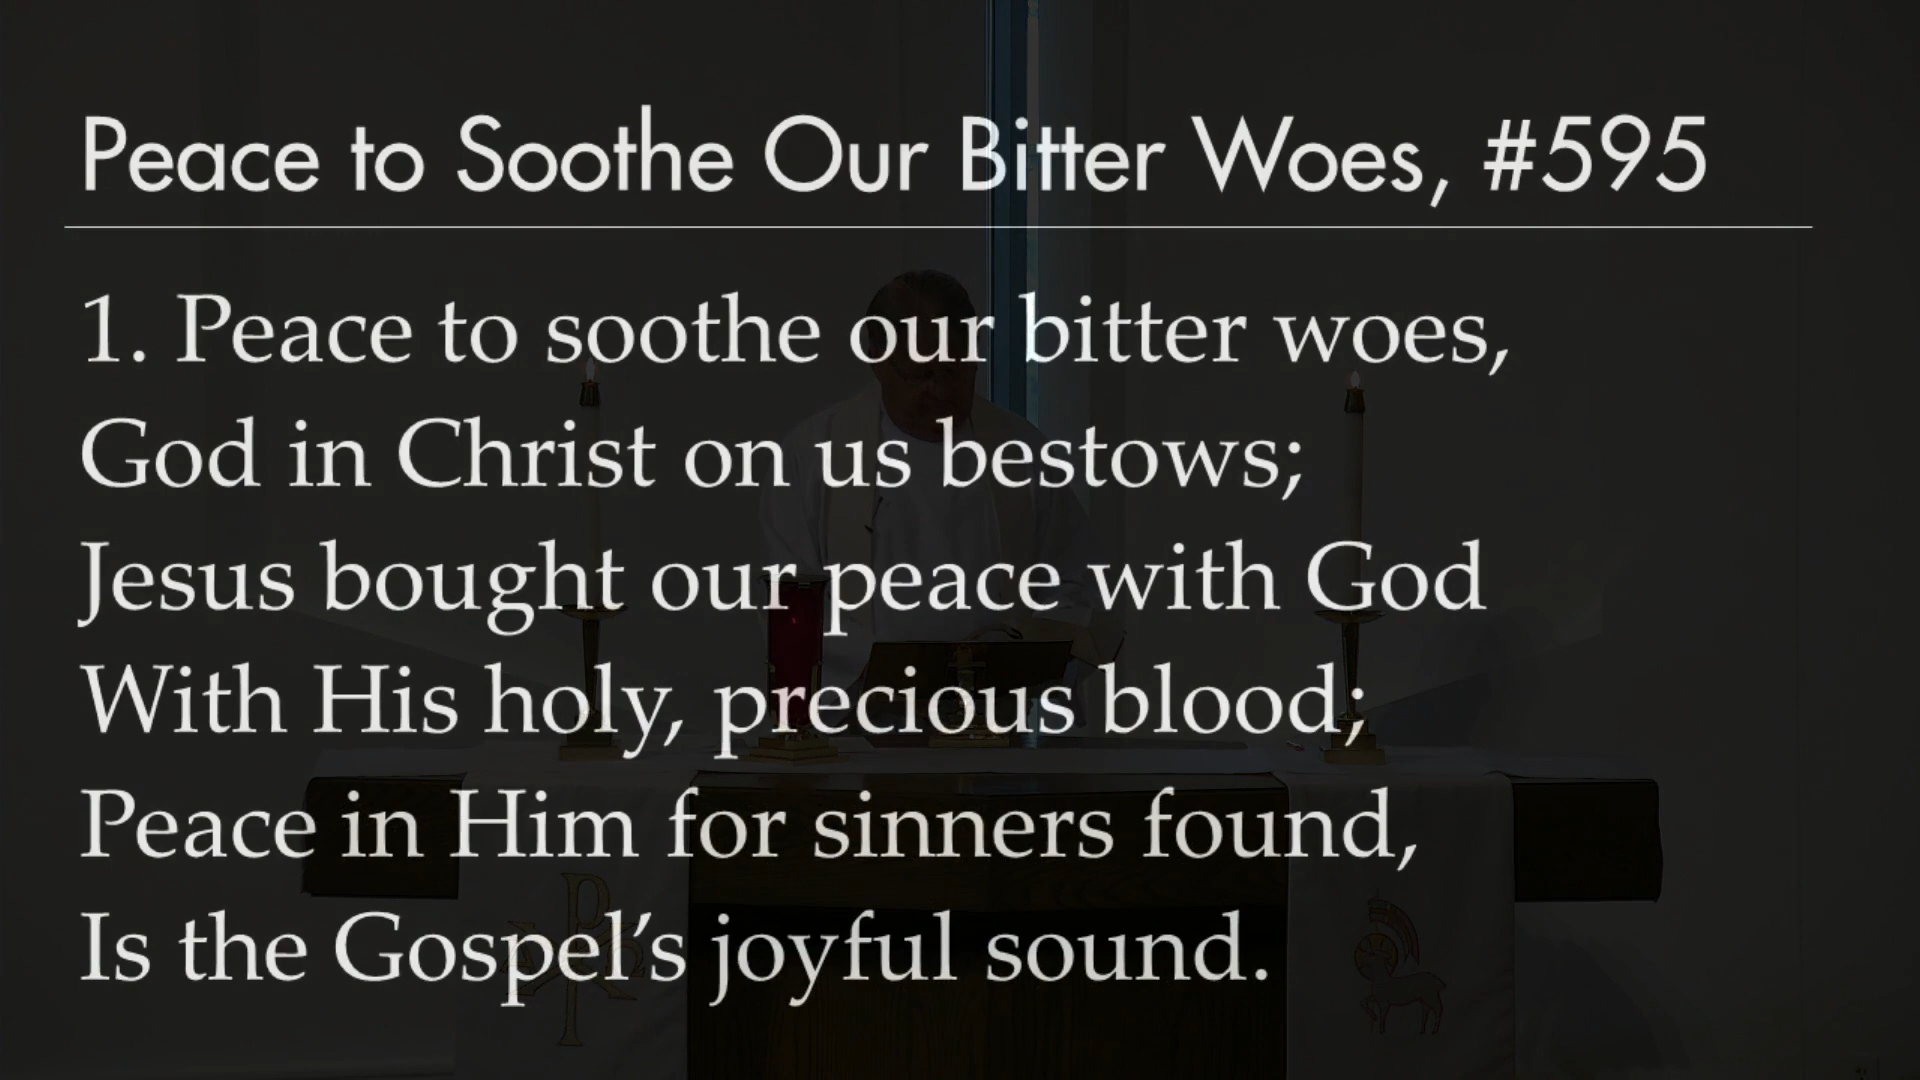 Peace to Soothe Our Bitter Woes, #595
1. Peace to soothe our bitter woes,
God in Christ on us bestows;
Jesus bought our peace with God
With His holy, precious blood;
Peace in Him for sinners found,
Is the Gospel’s joyful sound.